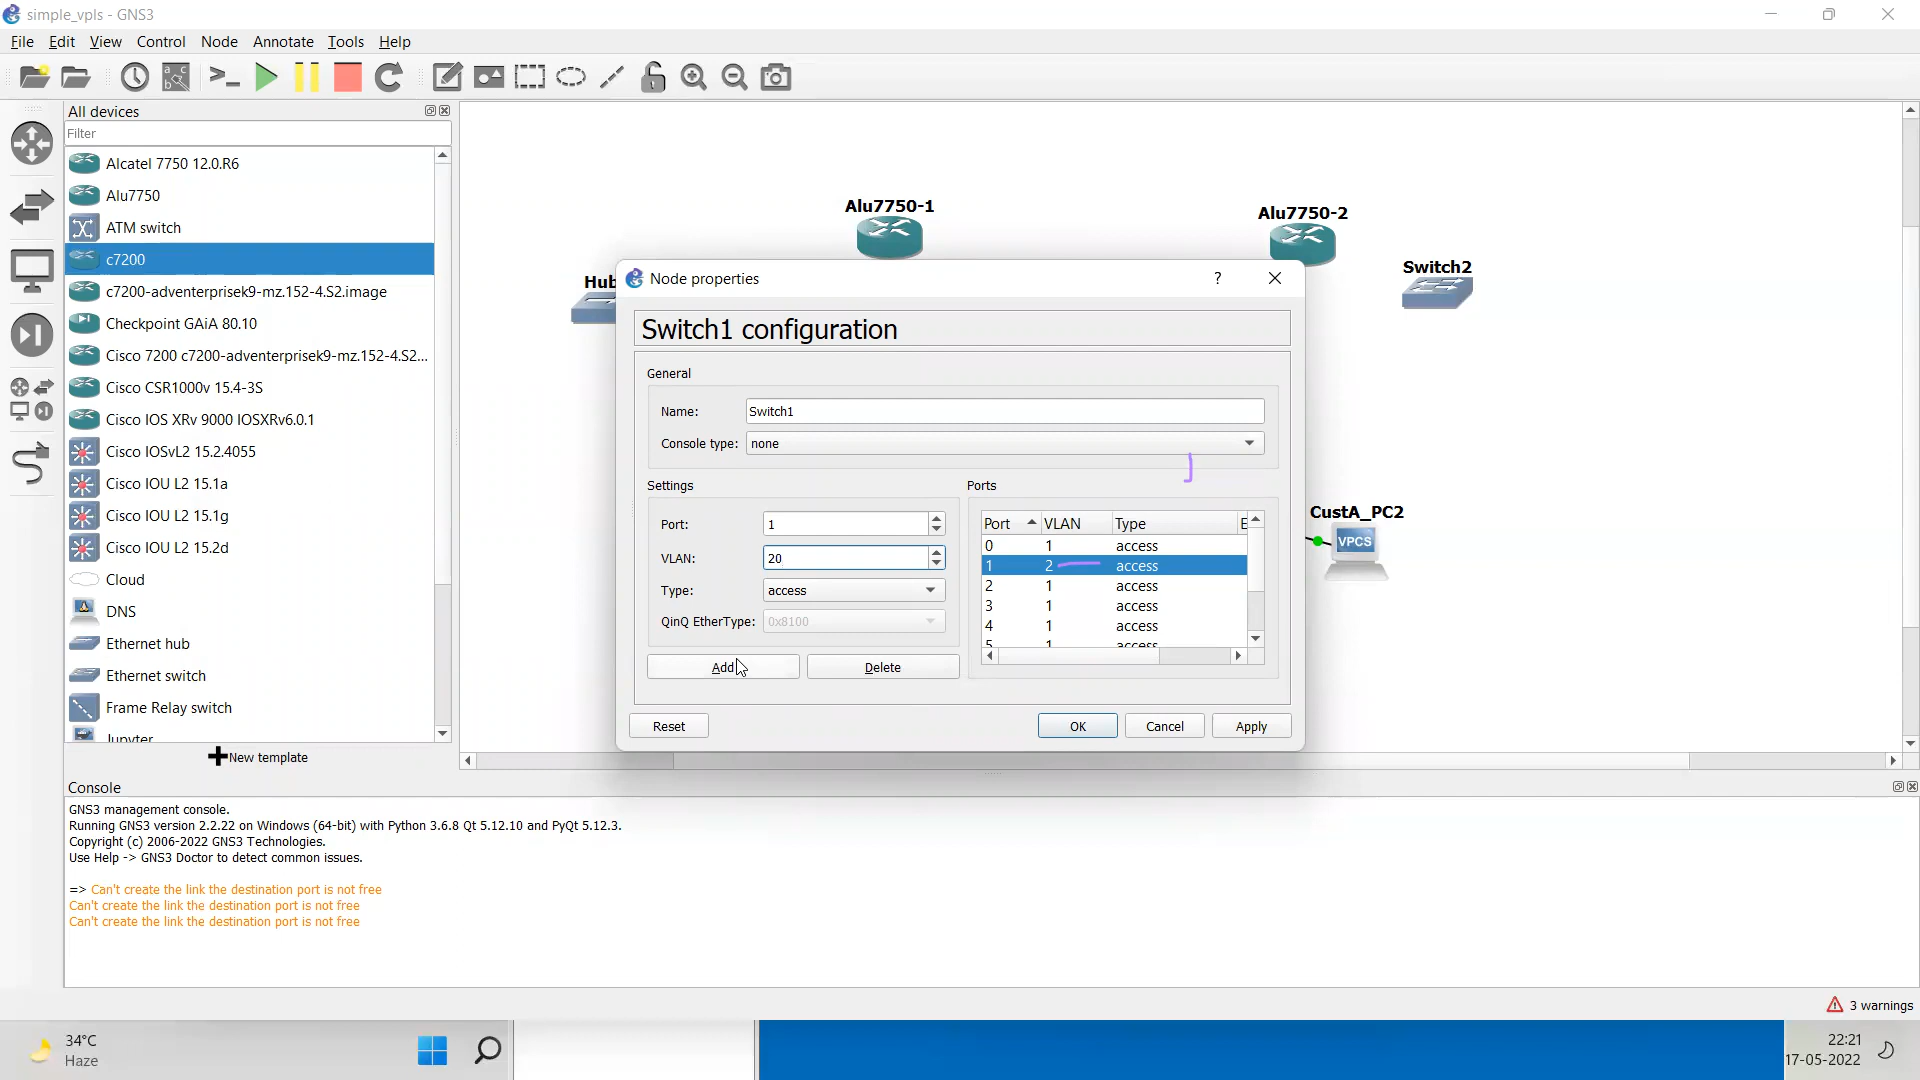 simple_vpls - GNS3
File Edit View Control Node Annotate Tools Help
All devices
Filter
Alcatel 7750 12.0.R6
Alu7750
ATM switch
c7200
c7200-adventerprisek9-mz.152-4.S2.image
Checkpoint GAiA 80.10
Cisco 7200 c7200-adventerprisek9-mz.152-4.S2...
Cisco CSR1000v 15.4-3S
Cisco IOS XRv 9000 IOSXRv6.0.1
Cisco IOSvL2 15.2.4055
Cisco IOU L2 15.1a
Cisco IOU L2 15.1g
Cisco IOU L2 15.2d
Cloud
DNS
Ethernet hub
Ethernet switch
Frame Relay switch
Jupyter
New template
Alu7750-1
Alu7750-2
Switch2
Hub
CustA_PC2
VPCS
Node properties ?
Switch1 configuration
General
Name: Switch1
Console type: none
Settings
Port: 1
VLAN: 20
Type: access
QinQ EtherType: 0x8100
Add Delete
Ports
Port VLAN Type E
0 1 access
1 2 access
2 1 access
3 1 access
4 1 access
5 1 access
Reset OK Cancel Apply
Console
GNS3 management console.
Running GNS3 version 2.2.22 on Windows (64-bit) with Python 3.6.8 Qt 5.12.10 and PyQt 5.12.3.
Copyright (c) 2006-2022 GNS3 Technologies.
Use Help -> GNS3 Doctor to detect common issues.
=> Can't create the link the destination port is not free
Can't create the link the destination port is not free
Can't create the link the destination port is not free
3 warnings
34°C
Haze
22:21
17-05-2022